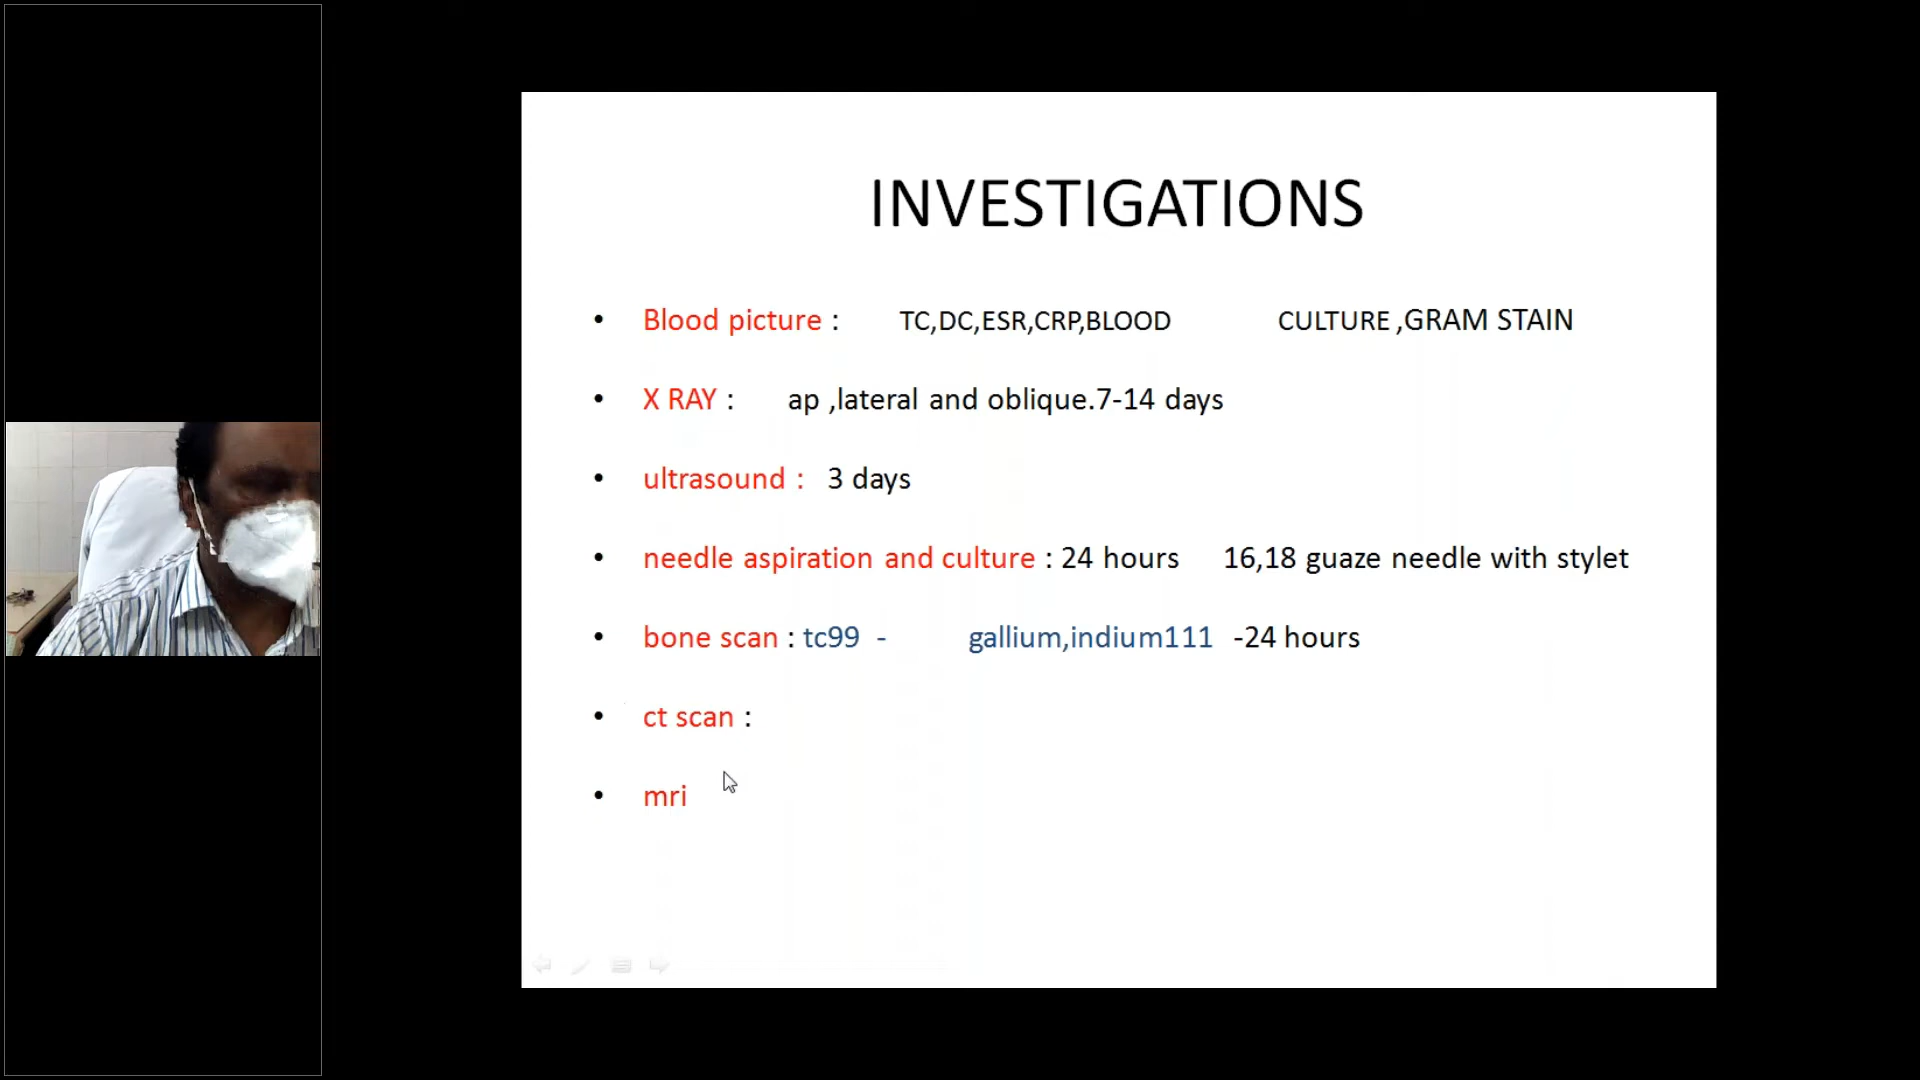 INVESTIGATIONS
• Blood picture : TC,DC,ESR,CRP,BLOOD CULTURE ,GRAM STAIN
• X RAY : ap ,lateral and oblique.7-14 days
• ultrasound : 3 days
• needle aspiration and culture : 24 hours 16,18 guaze needle with stylet
• bone scan : tc99 - gallium,indium111 -24 hours
• ct scan :
• mri